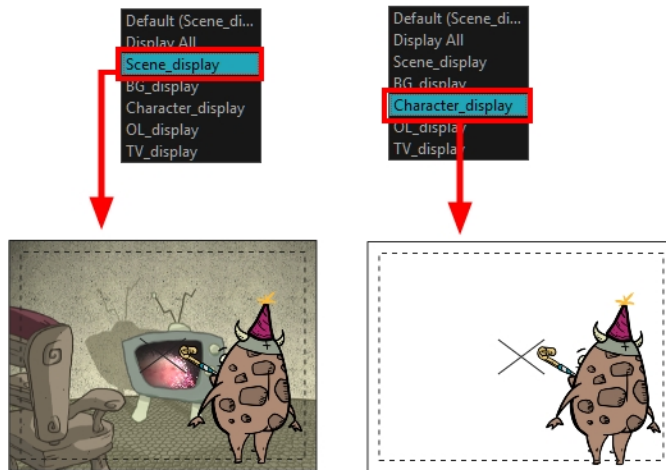 Default (Scene_di...
Display All
Scene_display
BG_display
Character_display
OL_display
TV_display
Default (Scene_di...
Display All
Scene_display
BG_display
Character_display
OL_display
TV_display